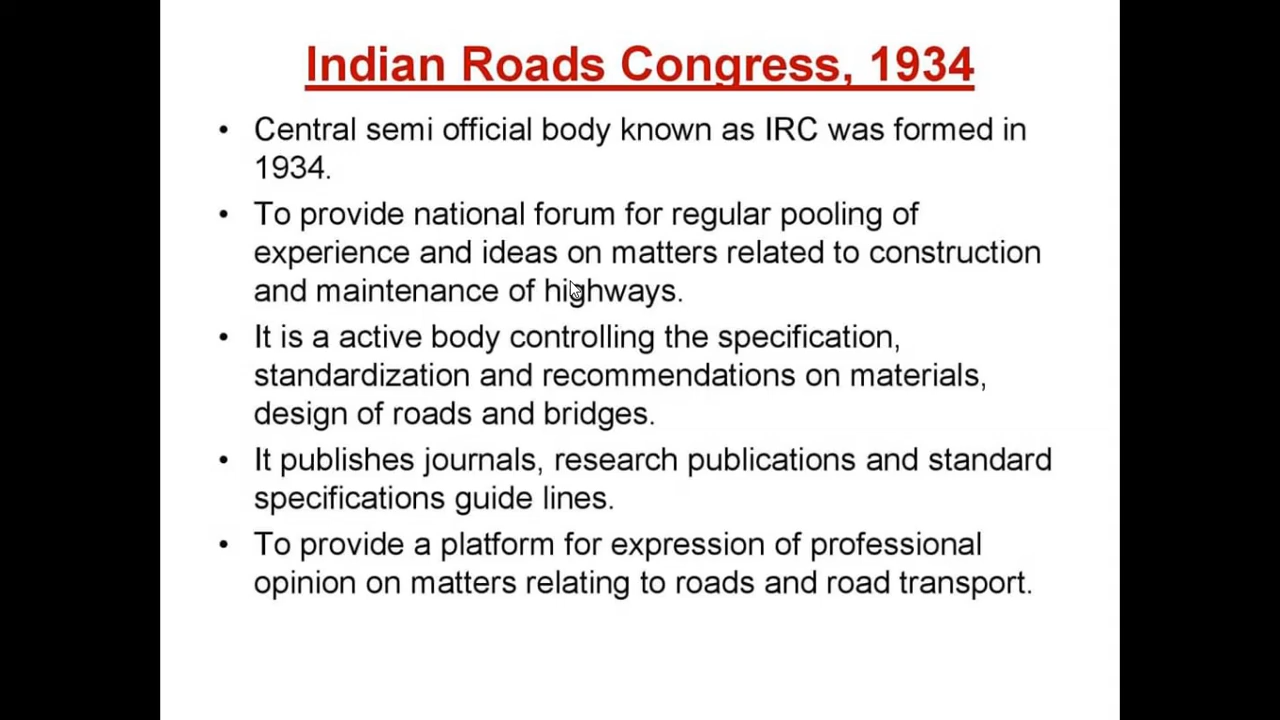 Indian Roads Congress, 1934
• Central semi official body known as IRC was formed in
1934.
• To provide national forum for regular pooling of
experience and ideas on matters related to construction
and maintenance of highways.
• It is a active body controlling the specification,
standardization and recommendations on materials,
design of roads and bridges.
• It publishes journals, research publications and standard
specifications guide lines.
• To provide a platform for expression of professional
opinion on matters relating to roads and road transport.